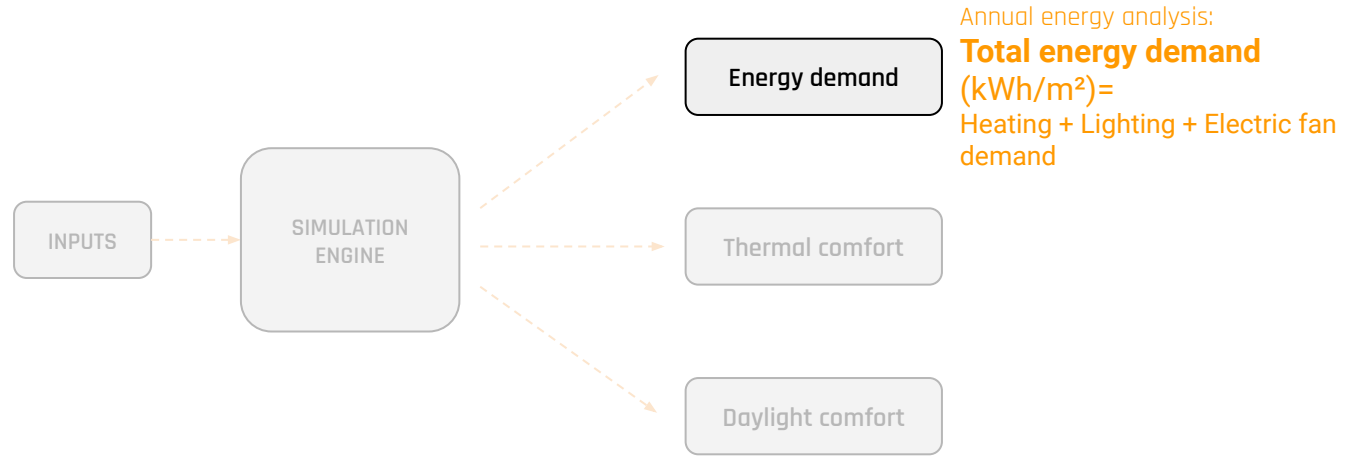 Annual energy analysis:
Total energy demand
(kWh/m²)=
Heating + Lighting + Electric fan
demand
Energy demand
INPUTS
SIMULATION
ENGINE
Thermal comfort
Daylight comfort